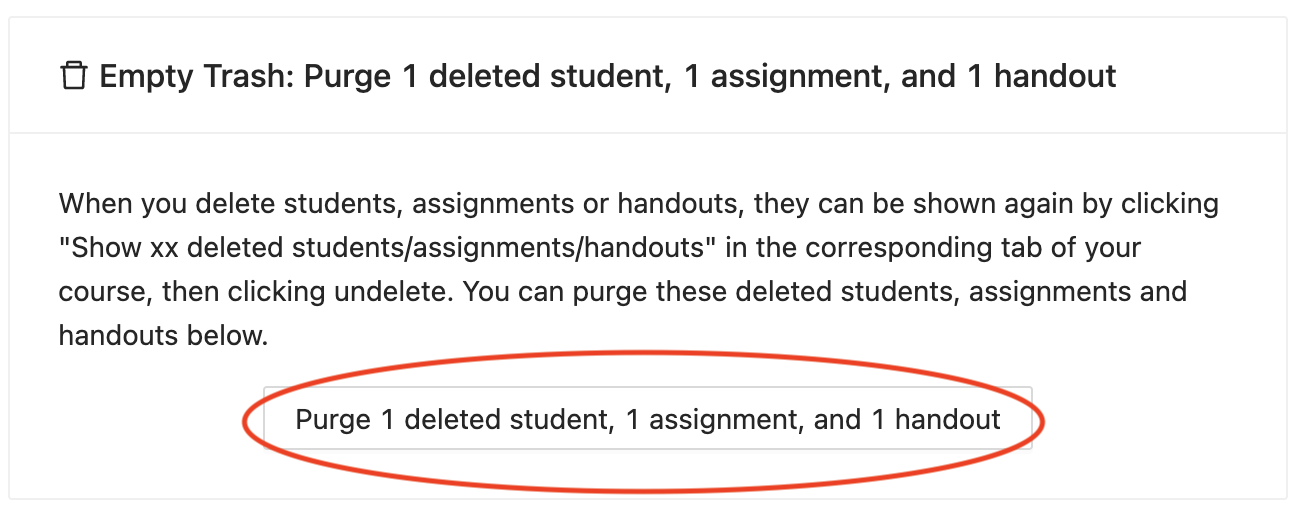 Empty Trash: Purge 1 deleted student, 1 assignment, and 1 handout
When you delete students, assignments or handouts, they can be shown again by clicking
"Show xx deleted students/assignments/handouts" in the corresponding tab of your
course, then clicking undelete. You can purge these deleted students, assignments and
handouts below.
Purge 1 deleted student, 1 assignment, and 1 handout